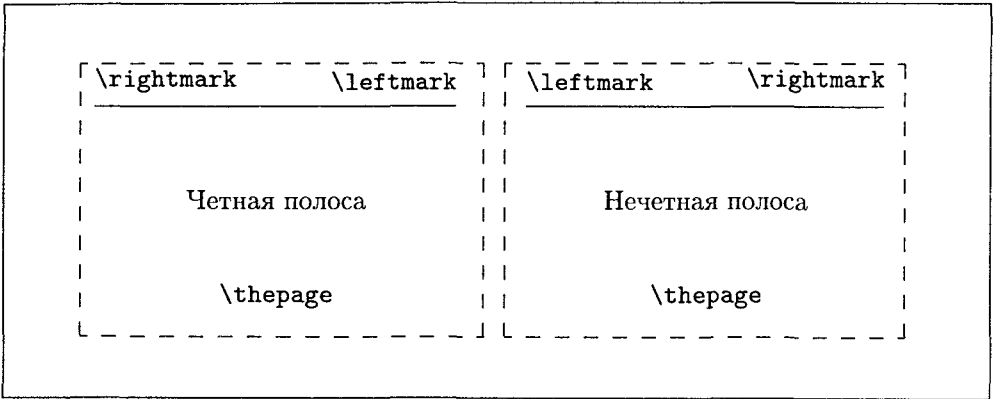 \rightmark \leftmark \leftmark \rightmark
Четная полоса Нечетная полоса
\thepage \thepage